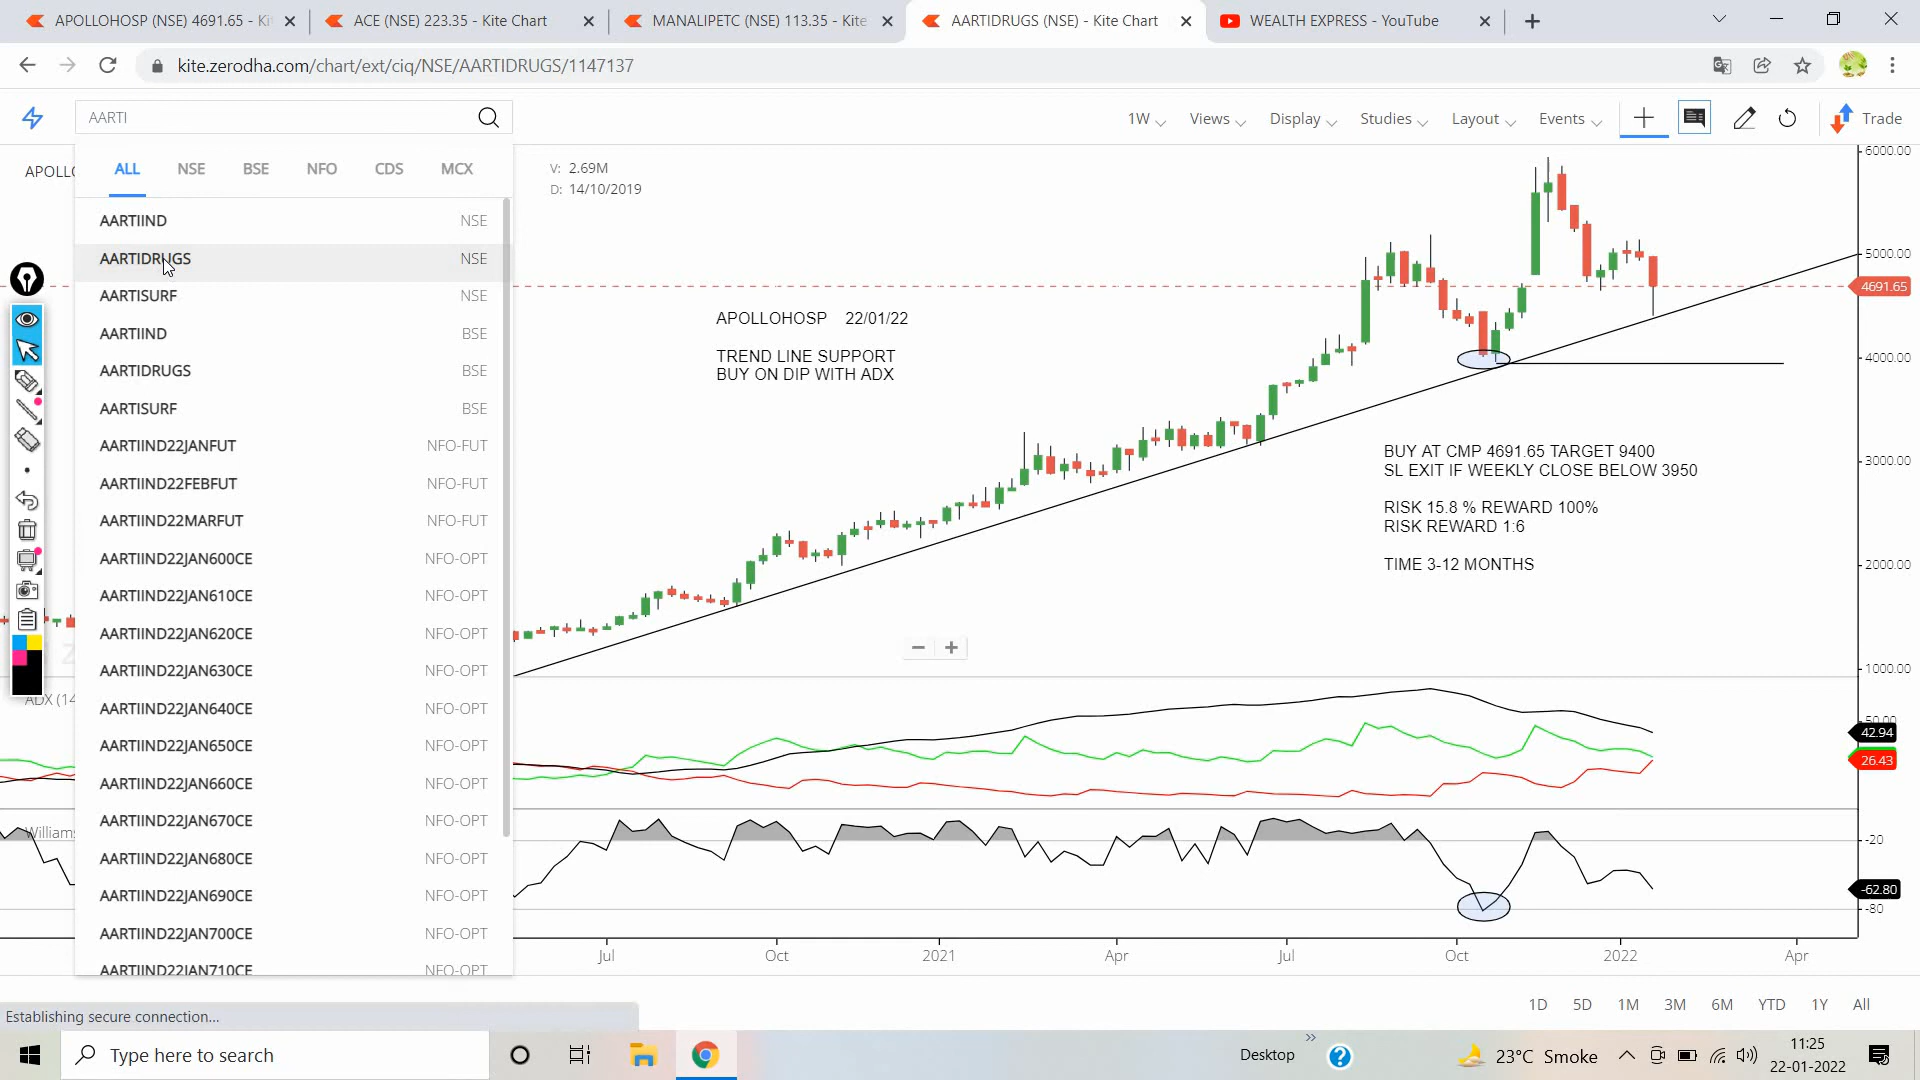 APOLLOHOSP (NSE) 4691.65 - Ki
ACE (NSE) 223.35 - Kite Chart
MANALIPETC (NSE) 113.35 - Kite
AARTIDRUGS (NSE) - Kite Chart
WEALTH EXPRESS - YouTube
kite.zerodha.com/chart/ext/ciq/NSE/AARTIDRUGS/1147137
AARTI
1W
Views
Display
Studies
Layout
Events
Trade
APOLLO
ALL
NSE
BSE
NFO
CDS
MCX
V: 2.69M
D: 14/10/2019
AARTIIND NSE
AARTIDRUGS NSE
AARTISURF NSE
AARTIIND BSE
AARTIDRUGS BSE
AARTISURF BSE
AARTIIND22JANFUT NFO-FUT
AARTIIND22FEBFUT NFO-FUT
AARTIIND22MARFUT NFO-FUT
AARTIIND22JAN600CE NFO-OPT
AARTIIND22JAN610CE NFO-OPT
AARTIIND22JAN620CE NFO-OPT
AARTIIND22JAN630CE NFO-OPT
AARTIIND22JAN640CE NFO-OPT
AARTIIND22JAN650CE NFO-OPT
AARTIIND22JAN660CE NFO-OPT
AARTIIND22JAN670CE NFO-OPT
AARTIIND22JAN680CE NFO-OPT
AARTIIND22JAN690CE NFO-OPT
AARTIIND22JAN700CE NFO-OPT
AARTIIND22JAN710CE NFO-OPT
APOLLOHOSP 22/01/22
TREND LINE SUPPORT
BUY ON DIP WITH ADX
BUY AT CMP 4691.65 TARGET 9400
SL EXIT IF WEEKLY CLOSE BELOW 3950
RISK 15.8 % REWARD 100%
RISK REWARD 1:6
TIME 3-12 MONTHS
6000.00
5000.00
4691.65
4000.00
3000.00
2000.00
1000.00
ADX (14
50.00
42.94
26.43
Williams
-20
-62.80
-80
Jul
Oct
2021
Apr
Jul
Oct
2022
Apr
1D
5D
1M
3M
6M
YTD
1Y
All
Establishing secure connection...
Type here to search
Desktop
23°C Smoke
11:25
22-01-2022